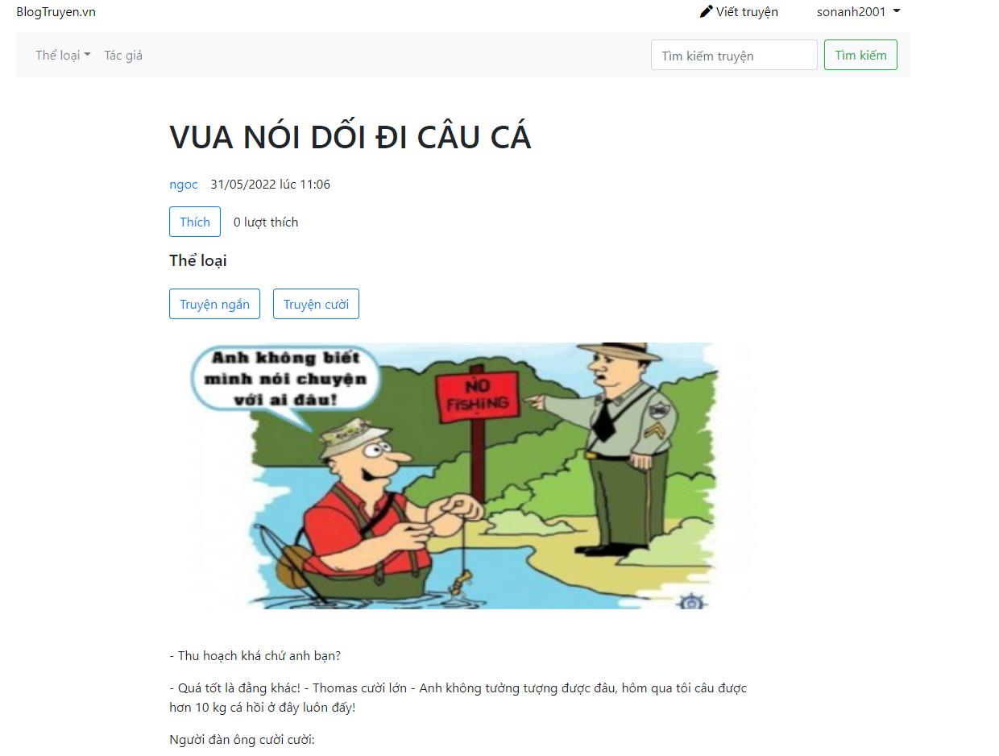 BlogTruyen.vn
Viết truyện
sonanh2001
Thể loại
Tác giả
Tìm kiếm truyện
Tìm kiếm
VUA NÓI DỐI ĐI CÂU CÁ
ngoc 31/05/2022 lúc 11:06
Thích 0 lượt thích
Thể loại
Truyện ngắn Truyện cười
Anh không biết
mình nói chuyện
với ai đâu!
NO
FISHING
- Thu hoạch khá chứ anh bạn?
- Quá tốt là đằng khác! - Thomas cười lớn - Anh không tưởng tượng được đâu, hôm qua tôi câu được
hơn 10 kg cá hồi ở đây luôn đấy!
Người đàn ông cười cười: